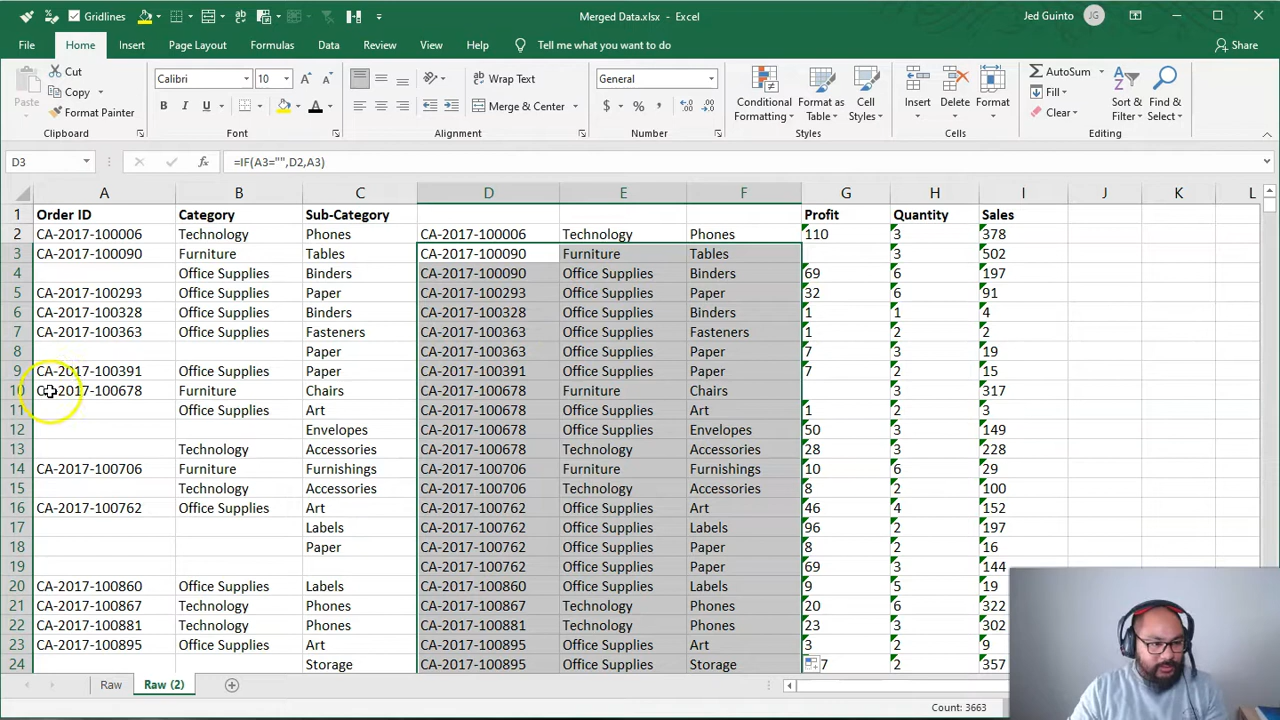 Gridlines
Merged Data.xlsx - Excel
Jed Guinto
JG
File Home Insert Page Layout Formulas Data Review View Help Tell me what you want to do Share
Paste
Cut
Copy
Format Painter
Clipboard
Calibri 10
B I U
Font
Wrap Text
Merge & Center
Alignment
General
$ % ,
Number
Conditional Formatting
Format as Table
Cell Styles
Styles
Insert Delete Format
Cells
AutoSum
Fill
Clear
Sort & Filter
Find & Select
Editing
D3 fx =IF(A3="",D2,A3)
A B C D E F G H I J K L
1 Order ID Category Sub-Category Profit Quantity Sales
2 CA-2017-100006 Technology Phones CA-2017-100006 Technology Phones 110 3 378
3 CA-2017-100090 Furniture Tables CA-2017-100090 Furniture Tables 3 502
4 Office Supplies Binders CA-2017-100090 Office Supplies Binders 69 6 197
5 CA-2017-100293 Office Supplies Paper CA-2017-100293 Office Supplies Paper 32 6 91
6 CA-2017-100328 Office Supplies Binders CA-2017-100328 Office Supplies Binders 1 1 4
7 CA-2017-100363 Office Supplies Fasteners CA-2017-100363 Office Supplies Fasteners 1 2 2
8 Paper CA-2017-100363 Office Supplies Paper 7 3 19
9 CA-2017-100391 Office Supplies Paper CA-2017-100391 Office Supplies Paper 7 2 15
10 CA-2017-100678 Furniture Chairs CA-2017-100678 Furniture Chairs 3 317
11 Office Supplies Art CA-2017-100678 Office Supplies Art 1 2 3
12 Envelopes CA-2017-100678 Office Supplies Envelopes 50 3 149
13 Technology Accessories CA-2017-100678 Technology Accessories 28 3 228
14 CA-2017-100706 Furniture Furnishings CA-2017-100706 Furniture Furnishings 10 6 29
15 Technology Accessories CA-2017-100706 Technology Accessories 8 2 100
16 CA-2017-100762 Office Supplies Art CA-2017-100762 Office Supplies Art 46 4 152
17 Labels CA-2017-100762 Office Supplies Labels 96 2 197
18 Paper CA-2017-100762 Office Supplies Paper 8 2 16
19 CA-2017-100762 Office Supplies Paper 69 3 144
20 CA-2017-100860 Office Supplies Labels CA-2017-100860 Office Supplies Labels 9 5 19
21 CA-2017-100867 Technology Phones CA-2017-100867 Technology Phones 20 6 322
22 CA-2017-100881 Technology Phones CA-2017-100881 Technology Phones 22 3 302
23 CA-2017-100895 Office Supplies Art CA-2017-100895 Office Supplies Art 3 2 9
24 Storage CA-2017-100895 Office Supplies Storage 7 2 357
Raw Raw (2)
Count: 3663